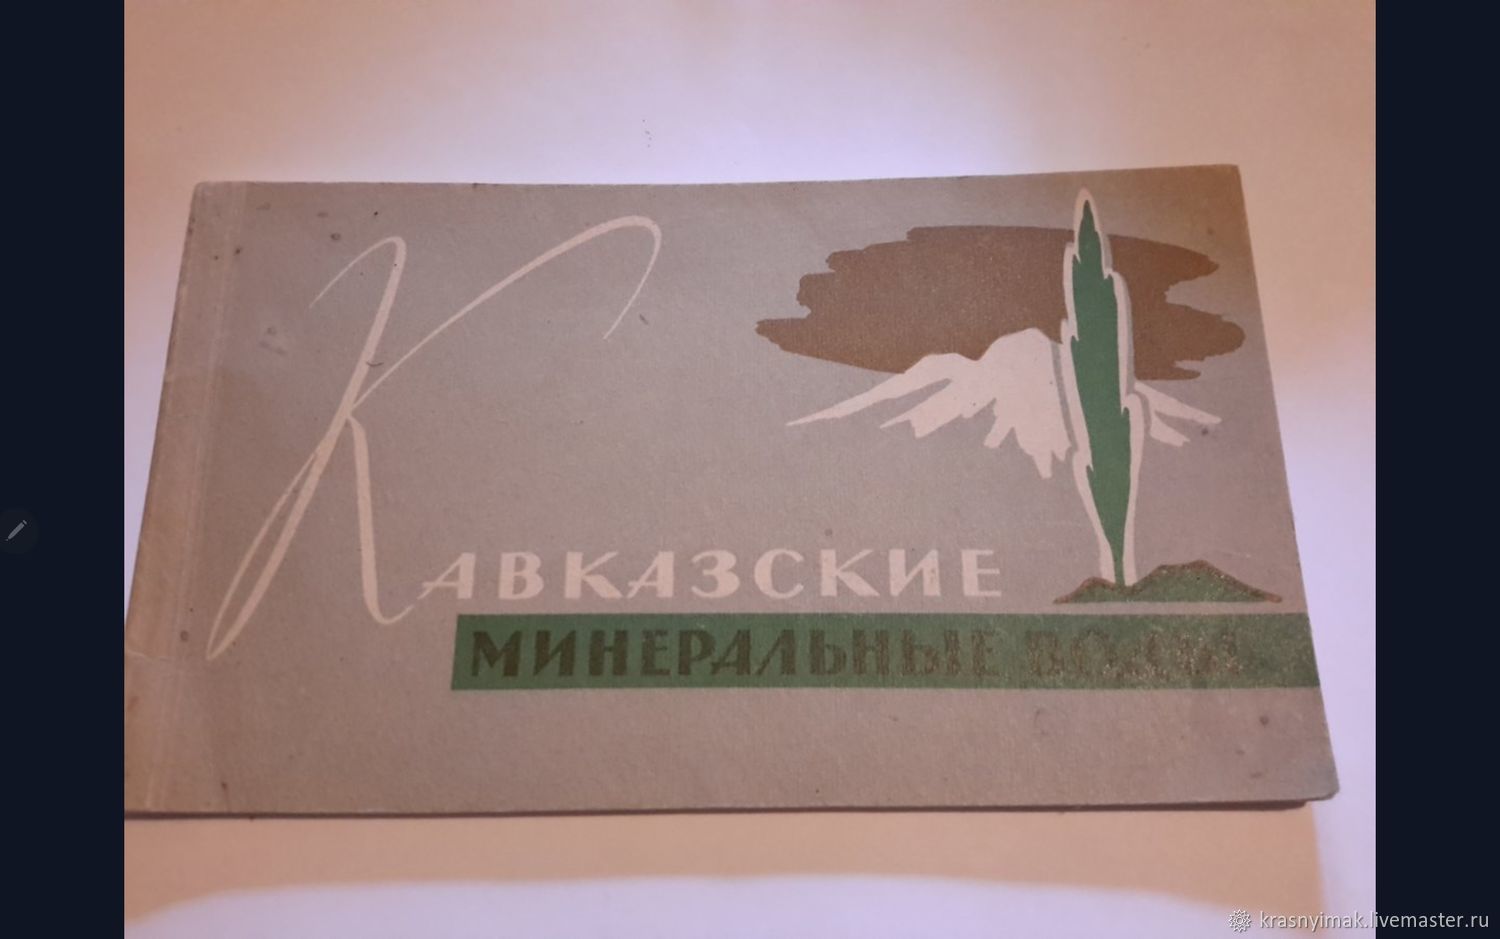 Кавказские
минеральные воды
krasnyimak.livemaster.ru